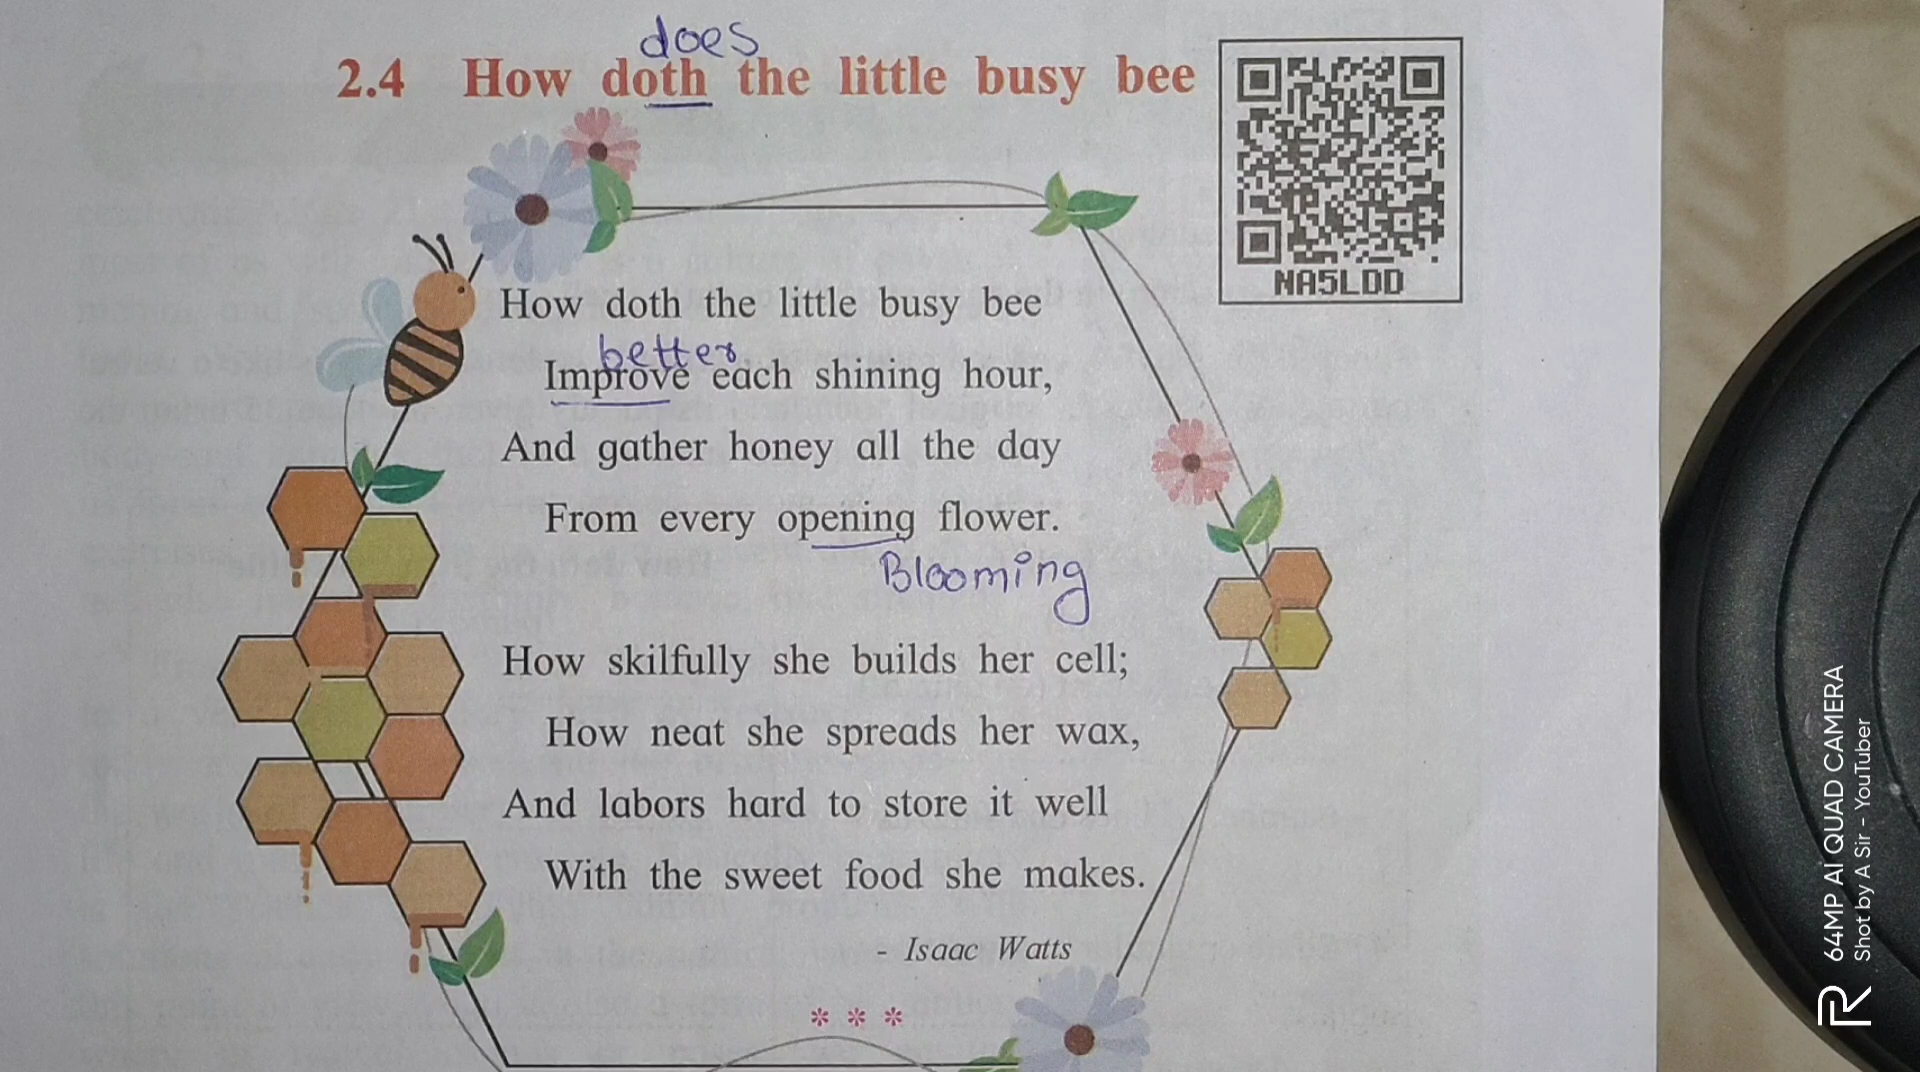 does
2.4 How doth the little busy bee
NA5LDD
How doth the little busy bee
better
Improve each shining hour,
And gather honey all the day
From every opening flower.
Blooming
How skilfully she builds her cell;
How neat she spreads her wax,
And labors hard to store it well
With the sweet food she makes.
- Isaac Watts
* * *
64MP AI QUAD CAMERA
Shot by A Sir - YouTuber